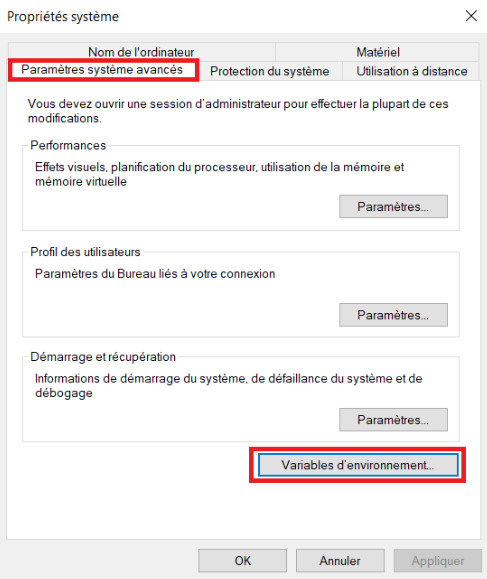 Propriétés système
Nom de l'ordinateur
Matériel
Paramètres système avancés
Protection du système
Utilisation à distance
Vous devez ouvrir une session d'administrateur pour effectuer la plupart de ces
modifications.
Performances
Effets visuels, planification du processeur, utilisation de la mémoire et
mémoire virtuelle
Paramètres...
Profil des utilisateurs
Paramètres du Bureau liés à votre connexion
Paramètres...
Démarrage et récupération
Informations de démarrage du système, de défaillance du système et de
débogage
Paramètres...
Variables d'environnement...
OK
Annuler
Appliquer